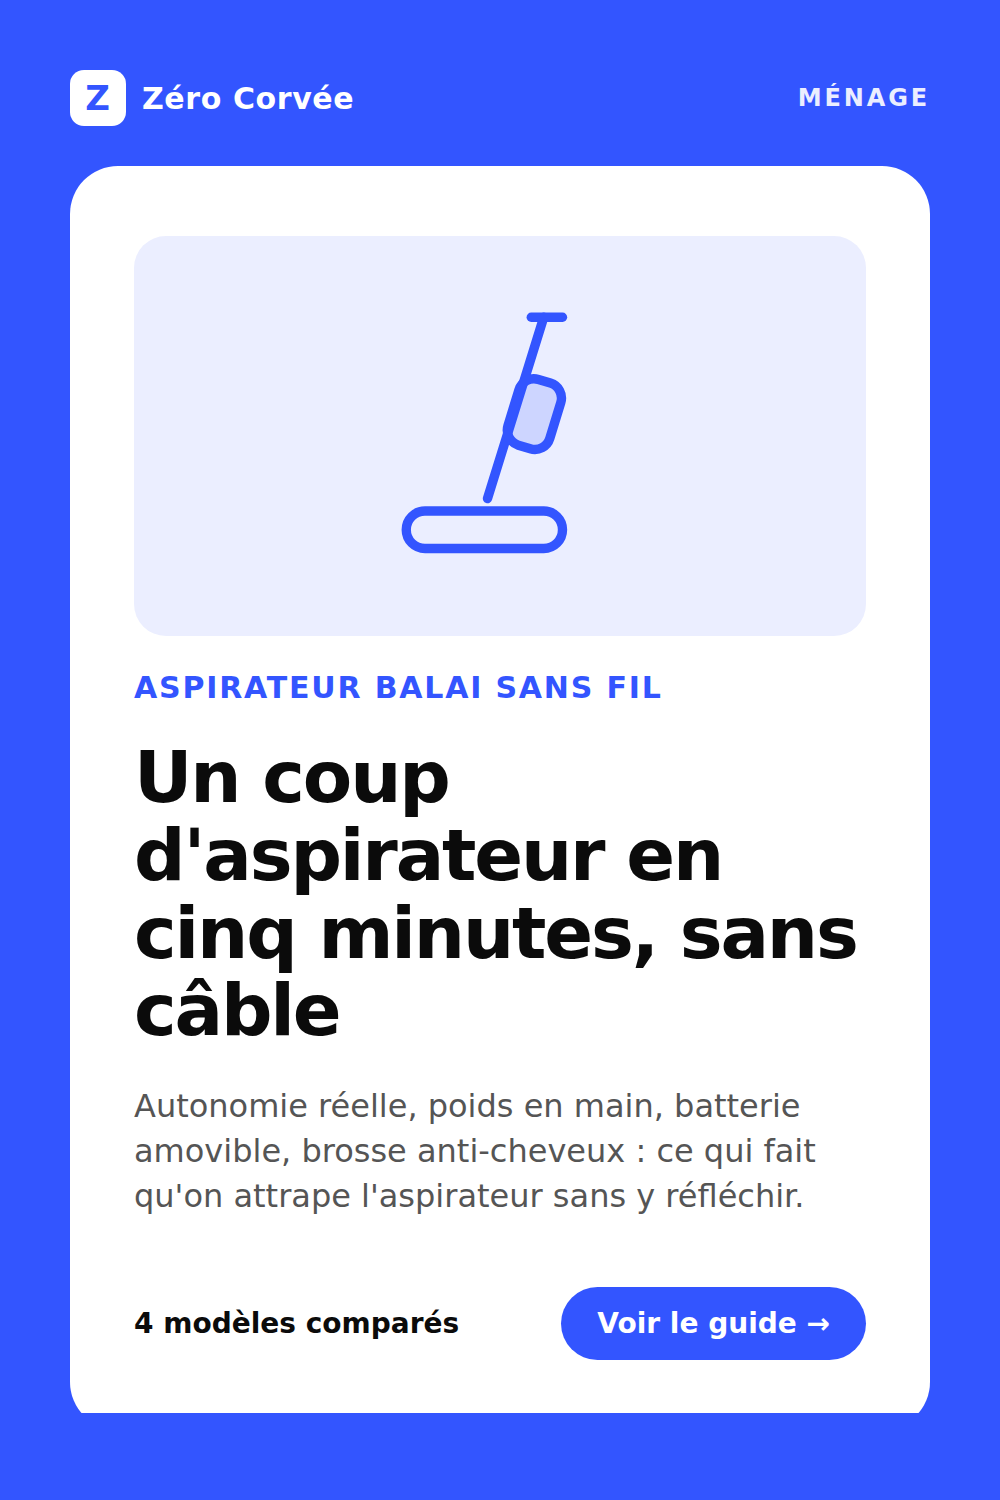 Z Zéro Corvée
MÉNAGE
ASPIRATEUR BALAI SANS FIL
Un coup
d'aspirateur en
cinq minutes, sans
câble
Autonomie réelle, poids en main, batterie
amovible, brosse anti-cheveux : ce qui fait
qu'on attrape l'aspirateur sans y réfléchir.
4 modèles comparés
Voir le guide →